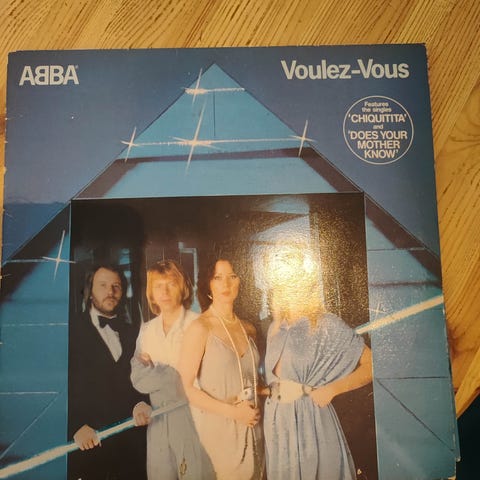 ABBA®
Voulez-Vous
Features
the singles
'CHIQUITITA'
and
'DOES YOUR
MOTHER
KNOW'